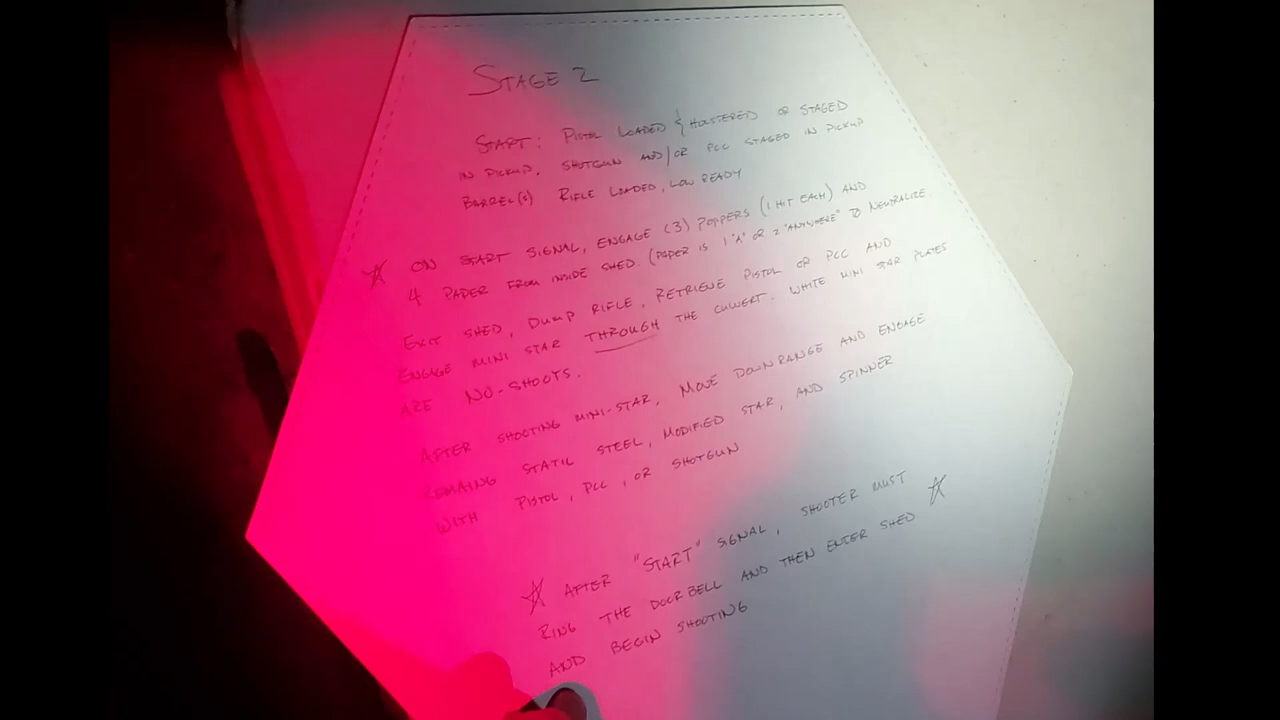 STAGE 2
START: PISTOL LOADED & HOLSTERED OR STAGED
IN PICKUP. SHOTGUN AND/OR PCC STAGED IN PICKUP
BARREL(S) RIFLE LOADED, LOW READY
☆ ON START SIGNAL, ENGAGE (3) POPPERS (1 HIT EACH) AND
4 PAPER FROM INSIDE SHED. (PAPER IS 1 "A" OR 2 "ANYWHERE" TO NEUTRALIZE
EXIT SHED, DUMP RIFLE, RETRIEVE PISTOL OR PCC AND
ENGAGE MINI STAR THROUGH THE CULVERT. WHITE MINI STAR PLATES
ARE NO-SHOOTS.
AFTER SHOOTING MINI-STAR, MOVE DOWNRANGE AND ENGAGE
REMAING STATIC STEEL, MODIFIED STAR, AND SPINNER
WITH PISTOL, PCC, OR SHOTGUN
☆ AFTER "START" SIGNAL, SHOOTER MUST
RING THE DOORBELL AND THEN ENTER SHED ☆
AND BEGIN SHOOTING